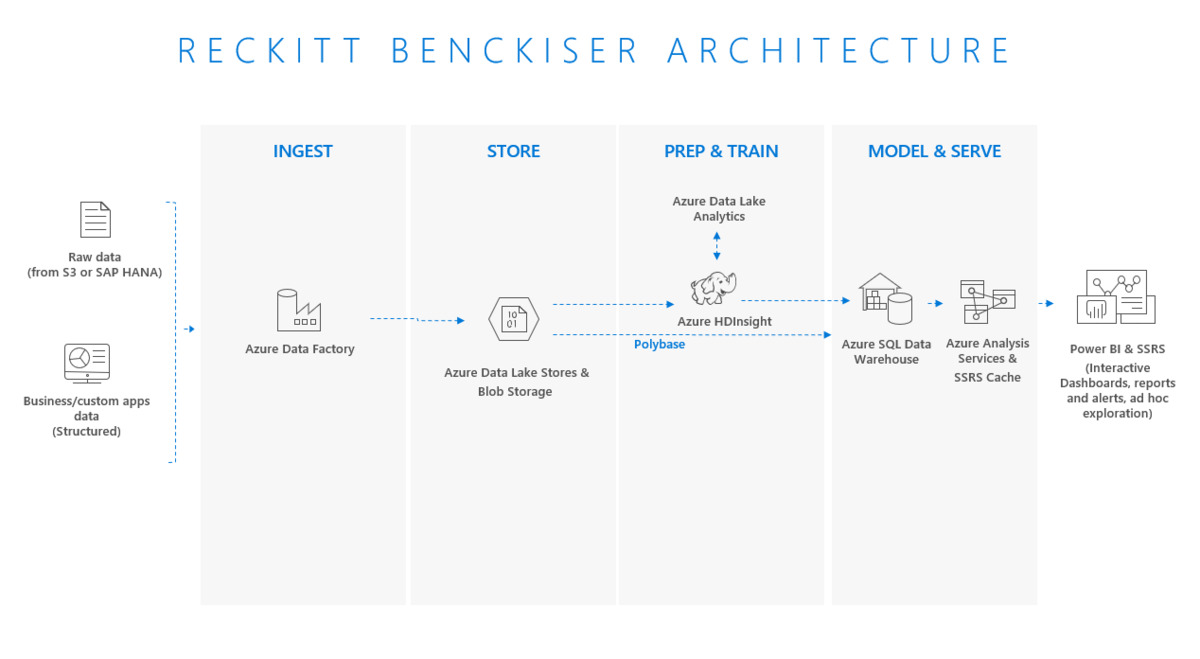 RECKITT BENCKISER ARCHITECTURE
INGEST
STORE
PREP & TRAIN
MODEL & SERVE
Raw data
(from S3 or SAP HANA)
Business/custom apps
data
(Structured)
Azure Data Factory
10
01
Azure Data Lake Stores &
Blob Storage
Azure Data Lake
Analytics
Azure HDInsight
Polybase
Azure SQL Data
Warehouse
Azure Analysis
Services &
SSRS Cache
Power BI & SSRS
(Interactive
Dashboards, reports
and alerts, ad hoc
exploration)